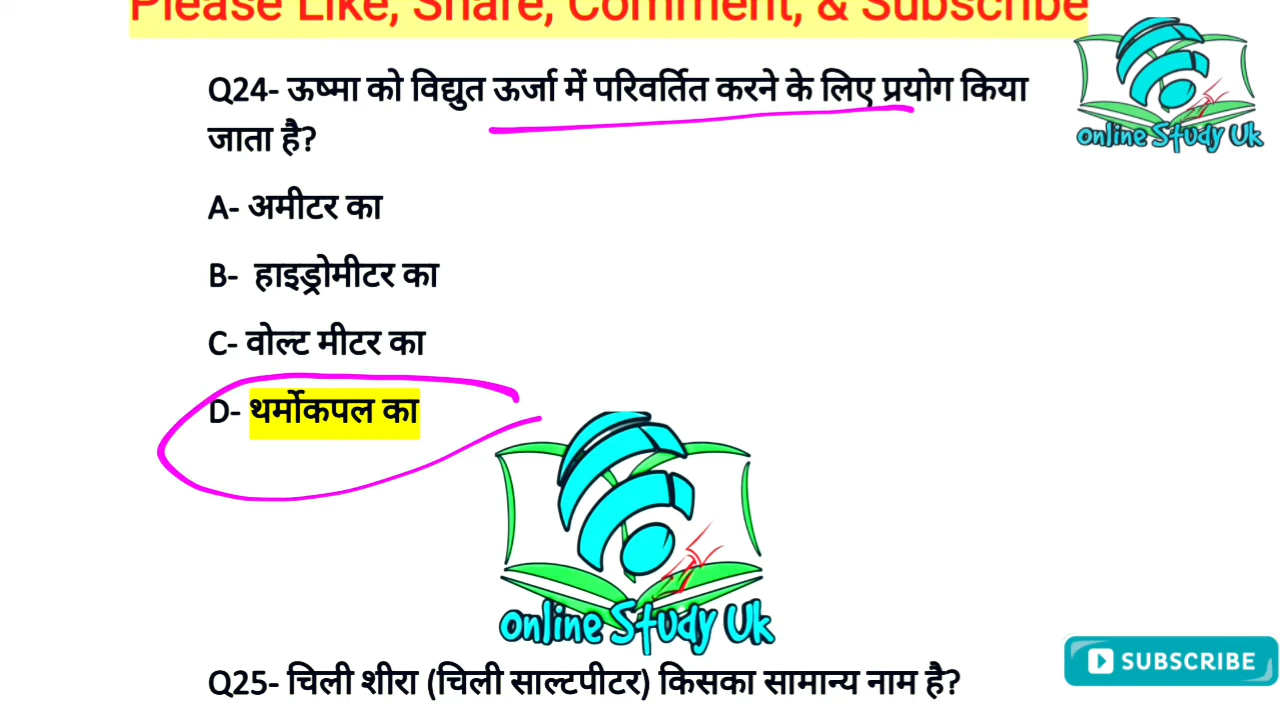 Please Like, Share, Comment, & Subscribe
Q24- ऊष्मा को विद्युत ऊर्जा में परिवर्तित करने के लिए प्रयोग किया
जाता है?
Online Study Uk
A- अमीटर का
B- हाइड्रोमीटर का
C- वोल्ट मीटर का
D- थर्मोकपल का
Online Study Uk
Q25- चिली शीरा (चिली साल्टपीटर) किसका सामान्य नाम है?
SUBSCRIBE